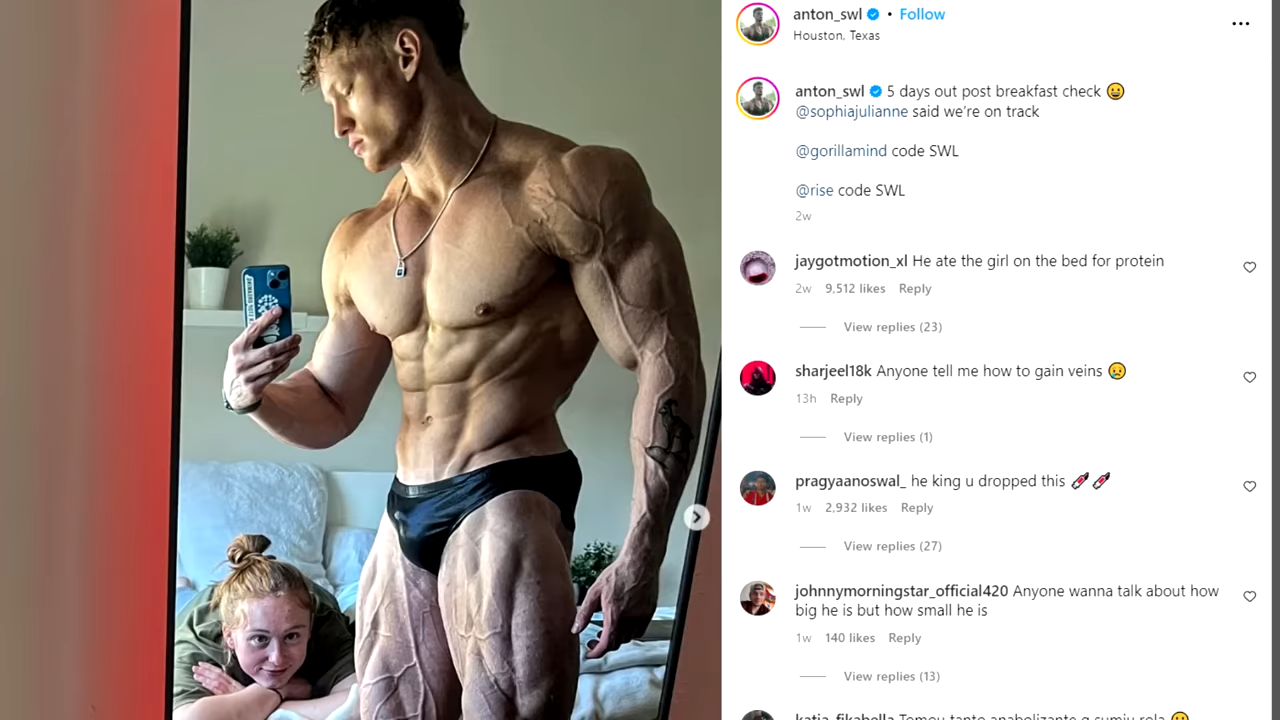 anton_swl • Follow
Houston, Texas
anton_swl 5 days out post breakfast check 😀
@sophiajulianne said we're on track
@gorillamind code SWL
@rise code SWL
2w
jaygotmotion_xl He ate the girl on the bed for protein
2w 9,512 likes Reply
View replies (23)
sharjeel18k Anyone tell me how to gain veins 😥
13h Reply
View replies (1)
pragyaanoswal_ he king u dropped this 💉💉
1w 2,932 likes Reply
View replies (27)
johnnymorningstar_official420 Anyone wanna talk about how
big he is but how small he is
1w 140 likes Reply
View replies (13)